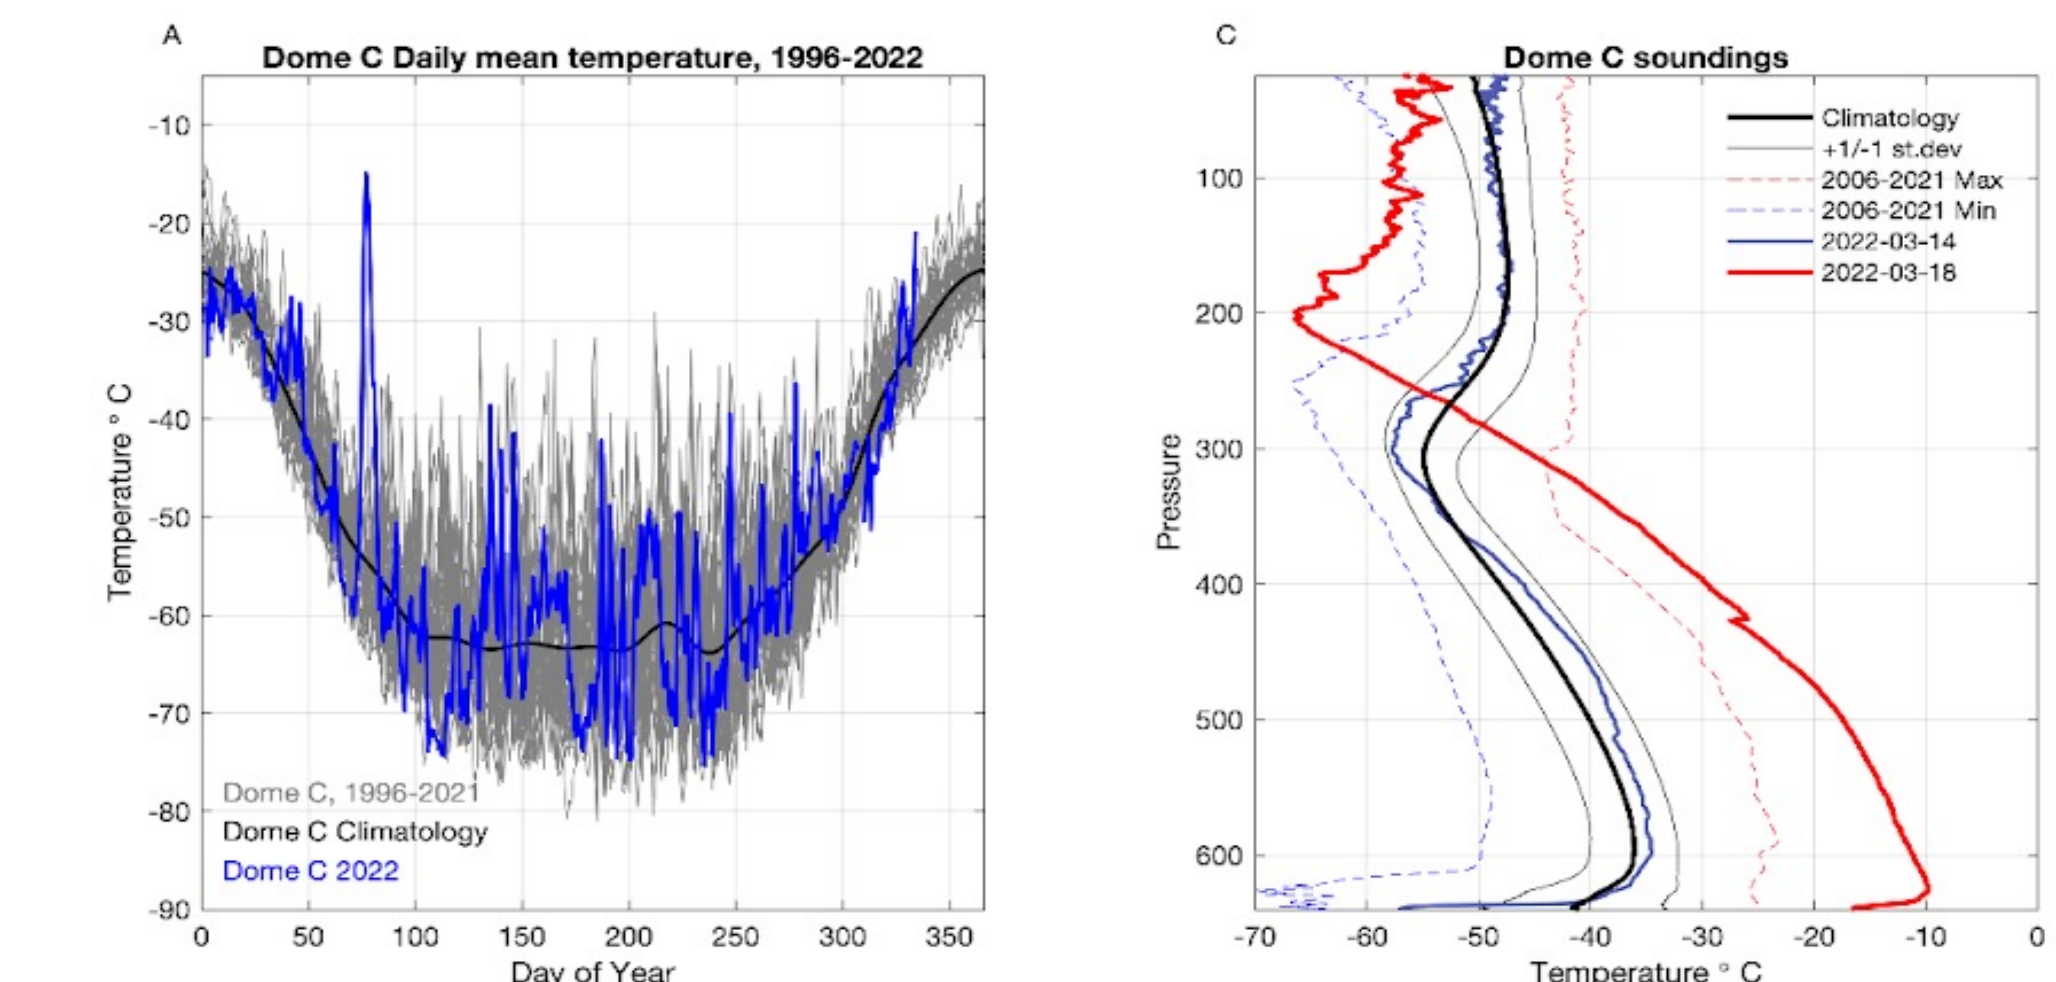 A
Dome C Daily mean temperature, 1996-2022
-10
-20
-30
-40
-50
-60
-70
-80
-90
Temperature ° C
Dome C, 1996-2021
Dome C Climatology
Dome C 2022
0 50 100 150 200 250 300 350
Day of Year
C
Dome C soundings
Climatology
+1/-1 st.dev
2006-2021 Max
2006-2021 Min
2022-03-14
2022-03-18
100
200
300
400
500
600
Pressure
-70 -60 -50 -40 -30 -20 -10 0
Temperature ° C